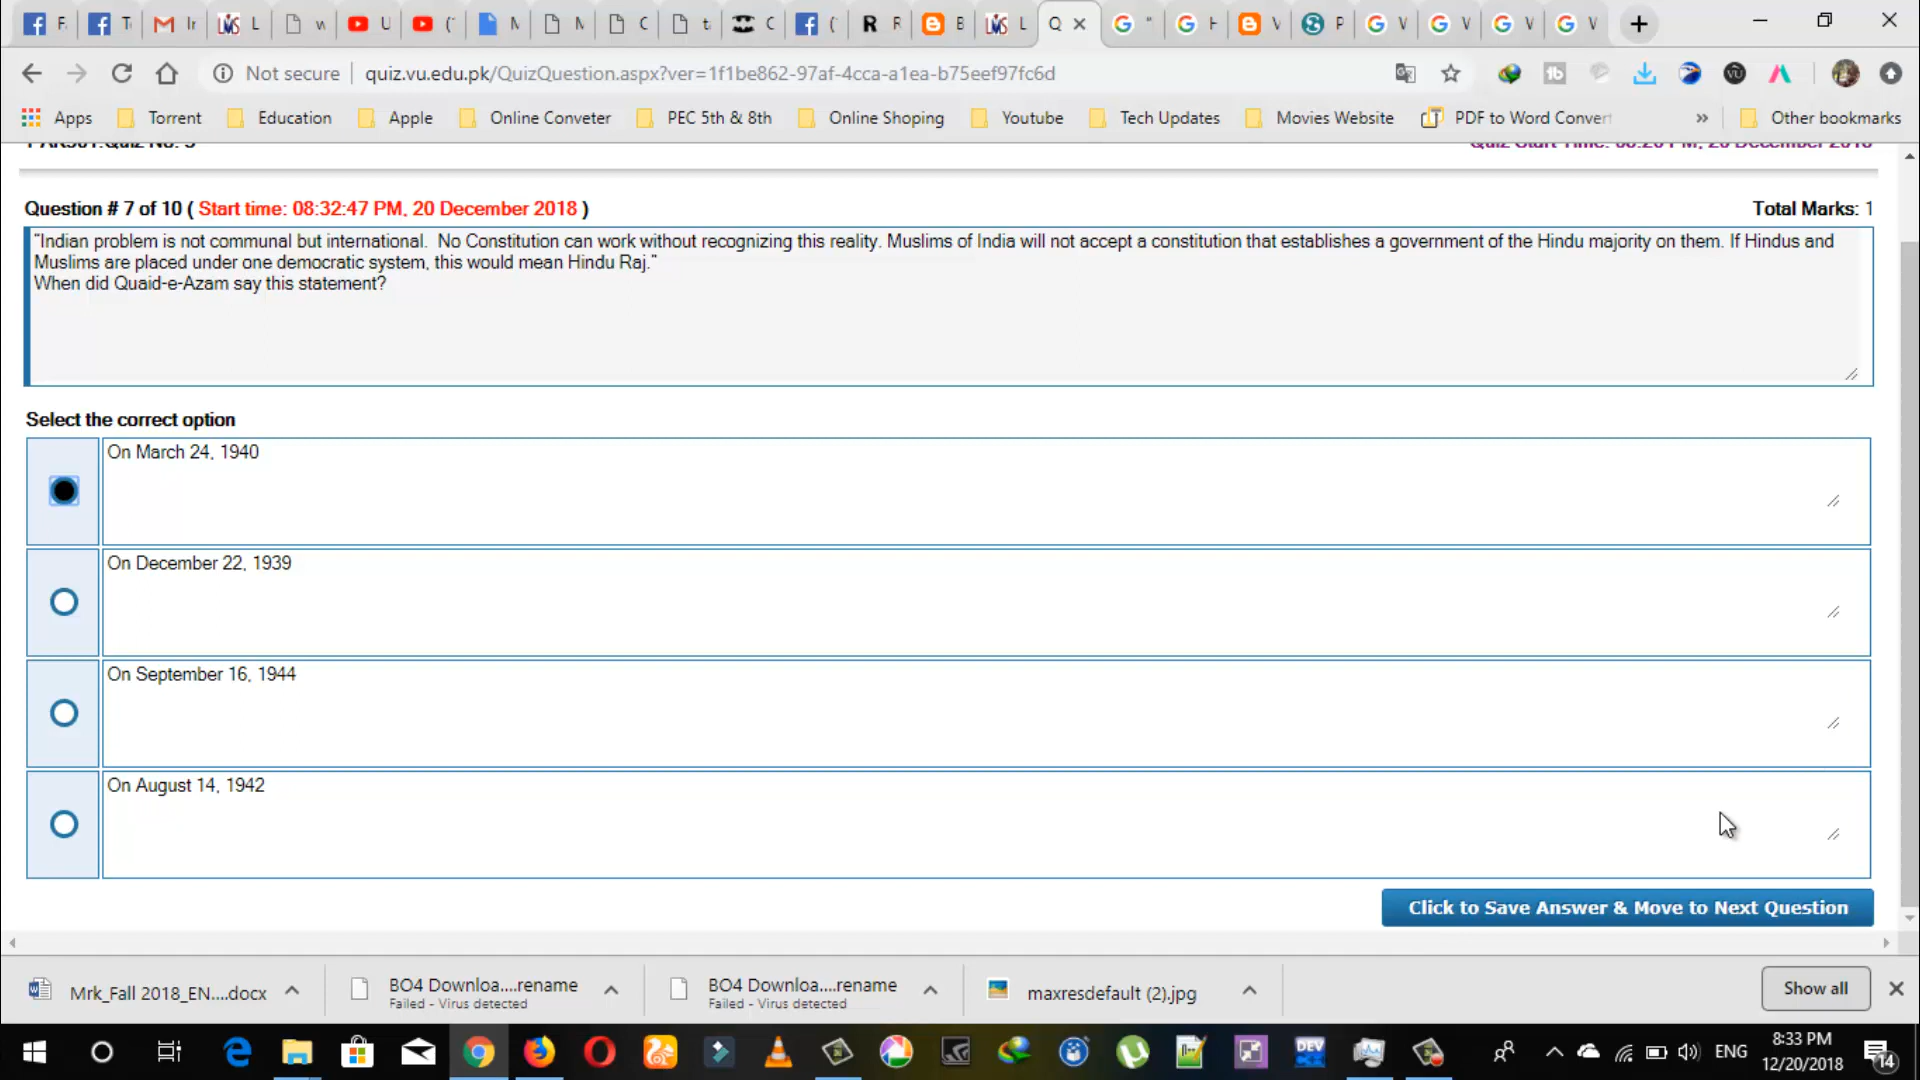 Not secure
quiz.vu.edu.pk/QuizQuestion.aspx?ver=1f1be862-97af-4cca-a1ea-b75eef97fc6d
Apps
Torrent
Education
Apple
Online Conveter
PEC 5th & 8th
Online Shoping
Youtube
Tech Updates
Movies Website
PDF to Word Convert
»
Other bookmarks
Question # 7 of 10 ( Start time: 08:32:47 PM, 20 December 2018 )
Total Marks: 1
"Indian problem is not communal but international.  No Constitution can work without recognizing this reality. Muslims of India will not accept a constitution that establishes a government of the Hindu majority on them. If Hindus and
Muslims are placed under one democratic system, this would mean Hindu Raj."
When did Quaid-e-Azam say this statement?
Select the correct option
On March 24, 1940
On December 22, 1939
On September 16, 1944
On August 14, 1942
Click to Save Answer & Move to Next Question
Mrk_Fall 2018_EN....docx
BO4 Downloa....rename
Failed - Virus detected
BO4 Downloa....rename
Failed - Virus detected
maxresdefault (2).jpg
Show all
DEV
ENG
8:33 PM
12/20/2018
14